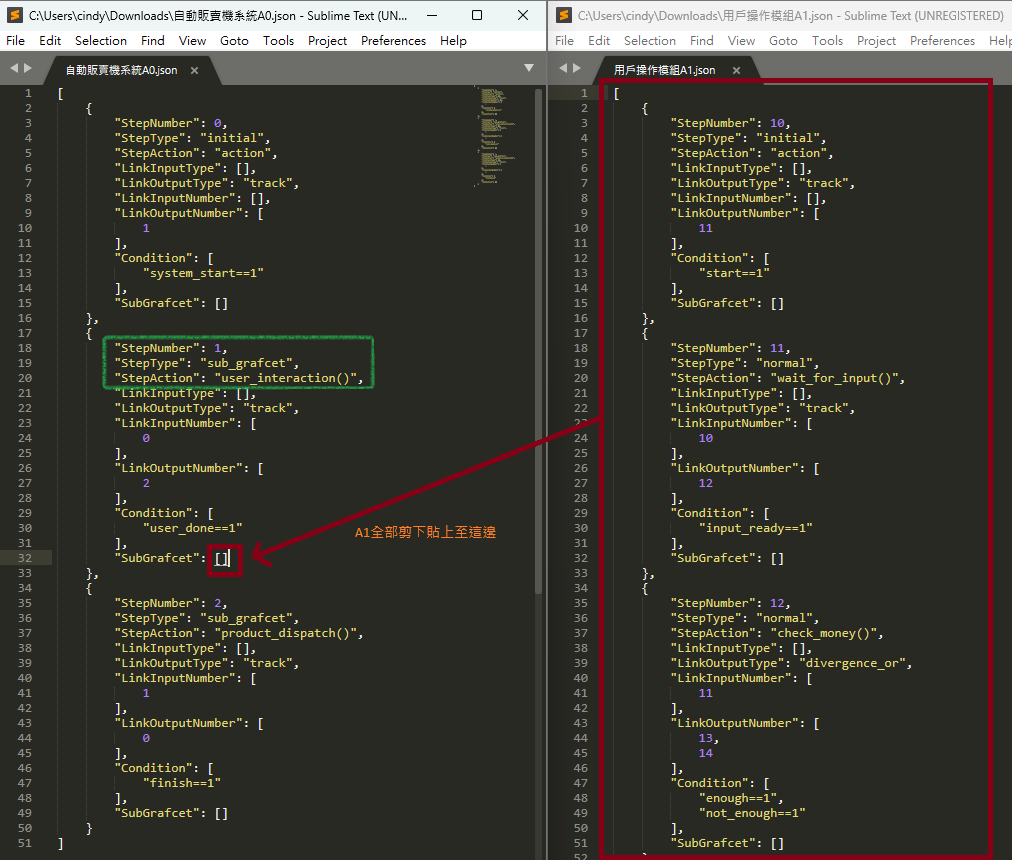 C:\Users\cindy\Downloads\自動販賣機系統A0.json - Sublime Text (UN...
File Edit Selection Find View Goto Tools Project Preferences Help
自動販賣機系統A0.json ×
1 [
2 {
3 "StepNumber": 0,
4 "StepType": "initial",
5 "StepAction": "action",
6 "LinkInputType": [],
7 "LinkOutputType": "track",
8 "LinkInputNumber": [],
9 "LinkOutputNumber": [
10 1
11 ],
12 "Condition": [
13 "system_start==1"
14 ],
15 "SubGrafcet": []
16 },
17 {
18 "StepNumber": 1,
19 "StepType": "sub_grafcet",
20 "StepAction": "user_interaction()",
21 "LinkInputType": [],
22 "LinkOutputType": "track",
23 "LinkInputNumber": [
24 0
25 ],
26 "LinkOutputNumber": [
27 2
28 ],
29 "Condition": [
30 "user_done==1"
31 ],
32 "SubGrafcet": []
33 },
34 {
35 "StepNumber": 2,
36 "StepType": "sub_grafcet",
37 "StepAction": "product_dispatch()",
38 "LinkInputType": [],
39 "LinkOutputType": "track",
40 "LinkInputNumber": [
41 1
42 ],
43 "LinkOutputNumber": [
44 0
45 ],
46 "Condition": [
47 "finish==1"
48 ],
49 "SubGrafcet": []
50 }
51 ]
A1全部剪下貼上至這邊
C:\Users\cindy\Downloads\用戶操作模組A1.json - Sublime Text (UNREGISTERED)
File Edit Selection Find View Goto Tools Project Preferences Help
用戶操作模組A1.json ×
1 [
2 {
3 "StepNumber": 10,
4 "StepType": "initial",
5 "StepAction": "action",
6 "LinkInputType": [],
7 "LinkOutputType": "track",
8 "LinkInputNumber": [],
9 "LinkOutputNumber": [
10 11
11 ],
12 "Condition": [
13 "start==1"
14 ],
15 "SubGrafcet": []
16 },
17 {
18 "StepNumber": 11,
19 "StepType": "normal",
20 "StepAction": "wait_for_input()",
21 "LinkInputType": [],
22 "LinkOutputType": "track",
23 "LinkInputNumber": [
24 10
25 ],
26 "LinkOutputNumber": [
27 12
28 ],
29 "Condition": [
30 "input_ready==1"
31 ],
32 "SubGrafcet": []
33 },
34 {
35 "StepNumber": 12,
36 "StepType": "normal",
37 "StepAction": "check_money()",
38 "LinkInputType": [],
39 "LinkOutputType": "divergence_or",
40 "LinkInputNumber": [
41 11
42 ],
43 "LinkOutputNumber": [
44 13,
45 14
46 ],
47 "Condition": [
48 "enough==1",
49 "not_enough==1"
50 ],
51 "SubGrafcet": []
52